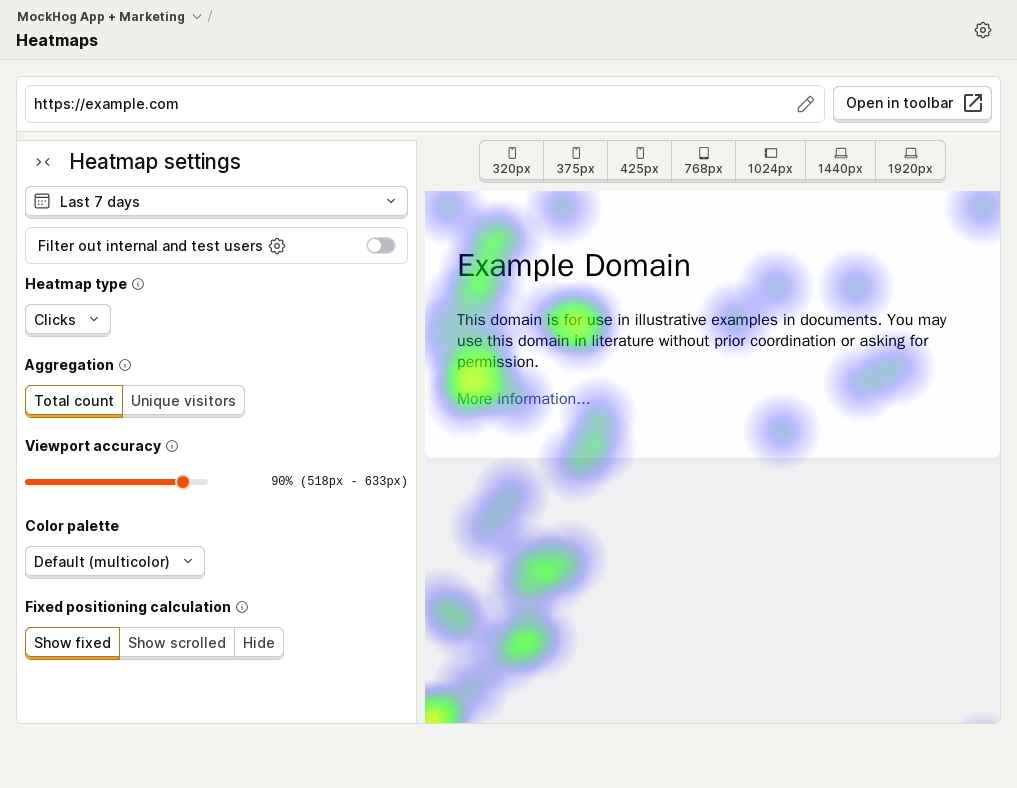 MockHog App + Marketing /
Heatmaps
https://example.com
Open in toolbar
Heatmap settings
Last 7 days
Filter out internal and test users
Heatmap type
Clicks
Aggregation
Total count Unique visitors
Viewport accuracy
90% (518px - 633px)
Color palette
Default (multicolor)
Fixed positioning calculation
Show fixed Show scrolled Hide
320px 375px 425px 768px 1024px 1440px 1920px
Example Domain
This domain is for use in illustrative examples in documents. You may
use this domain in literature without prior coordination or asking for
permission.
More information...